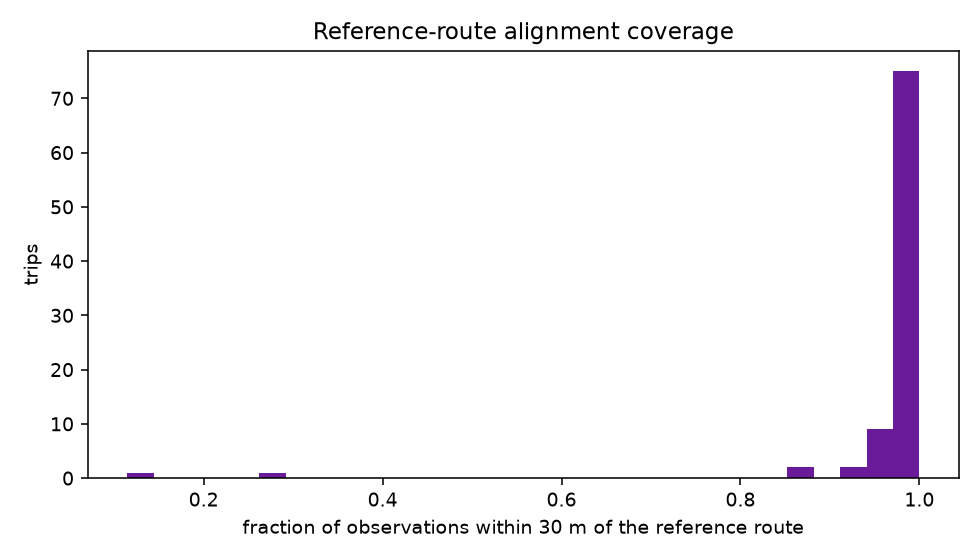 Reference-route alignment coverage
trips
70
60
50
40
30
20
10
0
0.2 0.4 0.6 0.8 1.0
fraction of observations within 30 m of the reference route